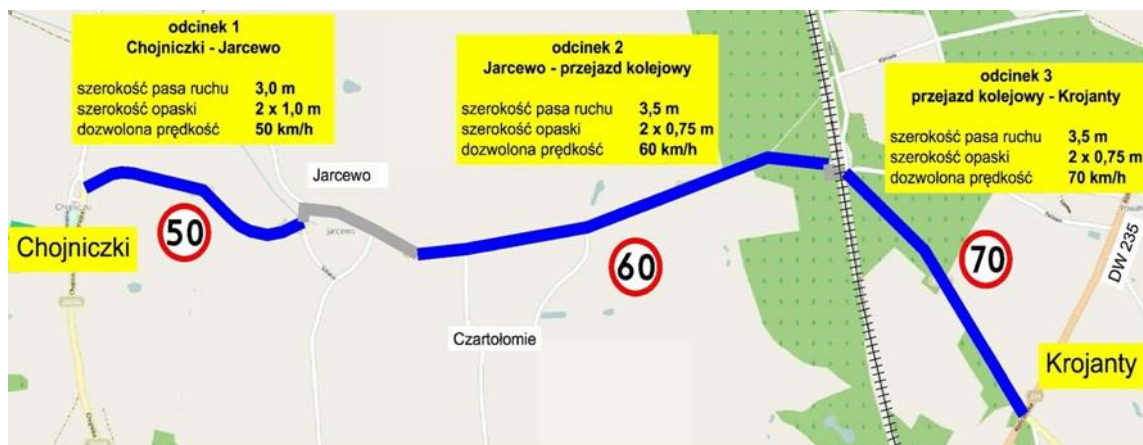 odcinek 1
Chojniczki - Jarcewo
szerokość pasa ruchu 3,0 m
szerokość opaski 2 x 1,0 m
dozwolona prędkość 50 km/h
odcinek 2
Jarcewo - przejazd kolejowy
szerokość pasa ruchu 3,5 m
szerokość opaski 2 x 0,75 m
dozwolona prędkość 60 km/h
odcinek 3
przejazd kolejowy - Krojanty
szerokość pasa ruchu 3,5 m
szerokość opaski 2 x 0,75 m
dozwolona prędkość 70 km/h
Jarcewo
jarcewo
Chojniczki
50
60
70
DW 235
Czartołomie
Krojanty